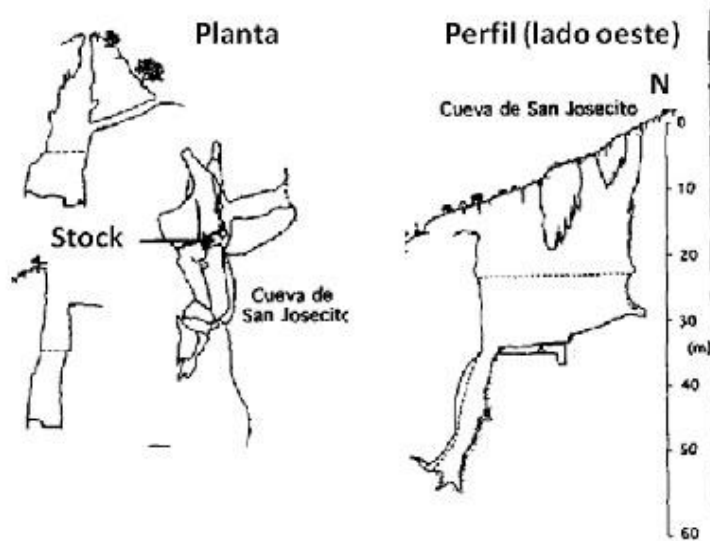 Planta
Perfil (lado oeste)
N
Cueva de San Josecito
0
10
Stock
20
Cueva de
San Josecitc
30
(m)
40
50
60